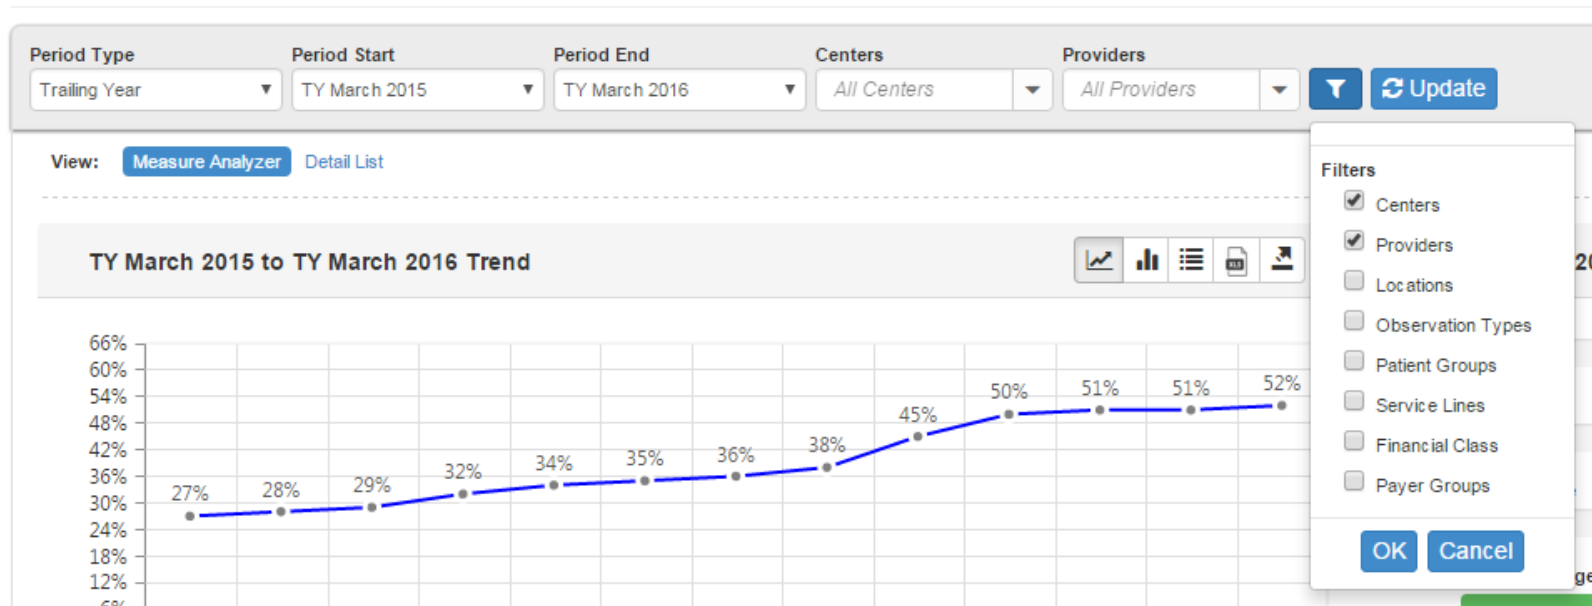 Period Type Period Start Period End Centers Providers
Trailing Year TY March 2015 TY March 2016 All Centers All Providers Update
View: Measure Analyzer Detail List
Filters
Centers
Providers
Locations
Observation Types
Patient Groups
Service Lines
Financial Class
Payer Groups
OK Cancel
TY March 2015 to TY March 2016 Trend
XLS
66%
60%
54%
48%
42%
36%
30%
24%
18%
12%
27% 28% 29% 32% 34% 35% 36% 38% 45% 50% 51% 51% 52%